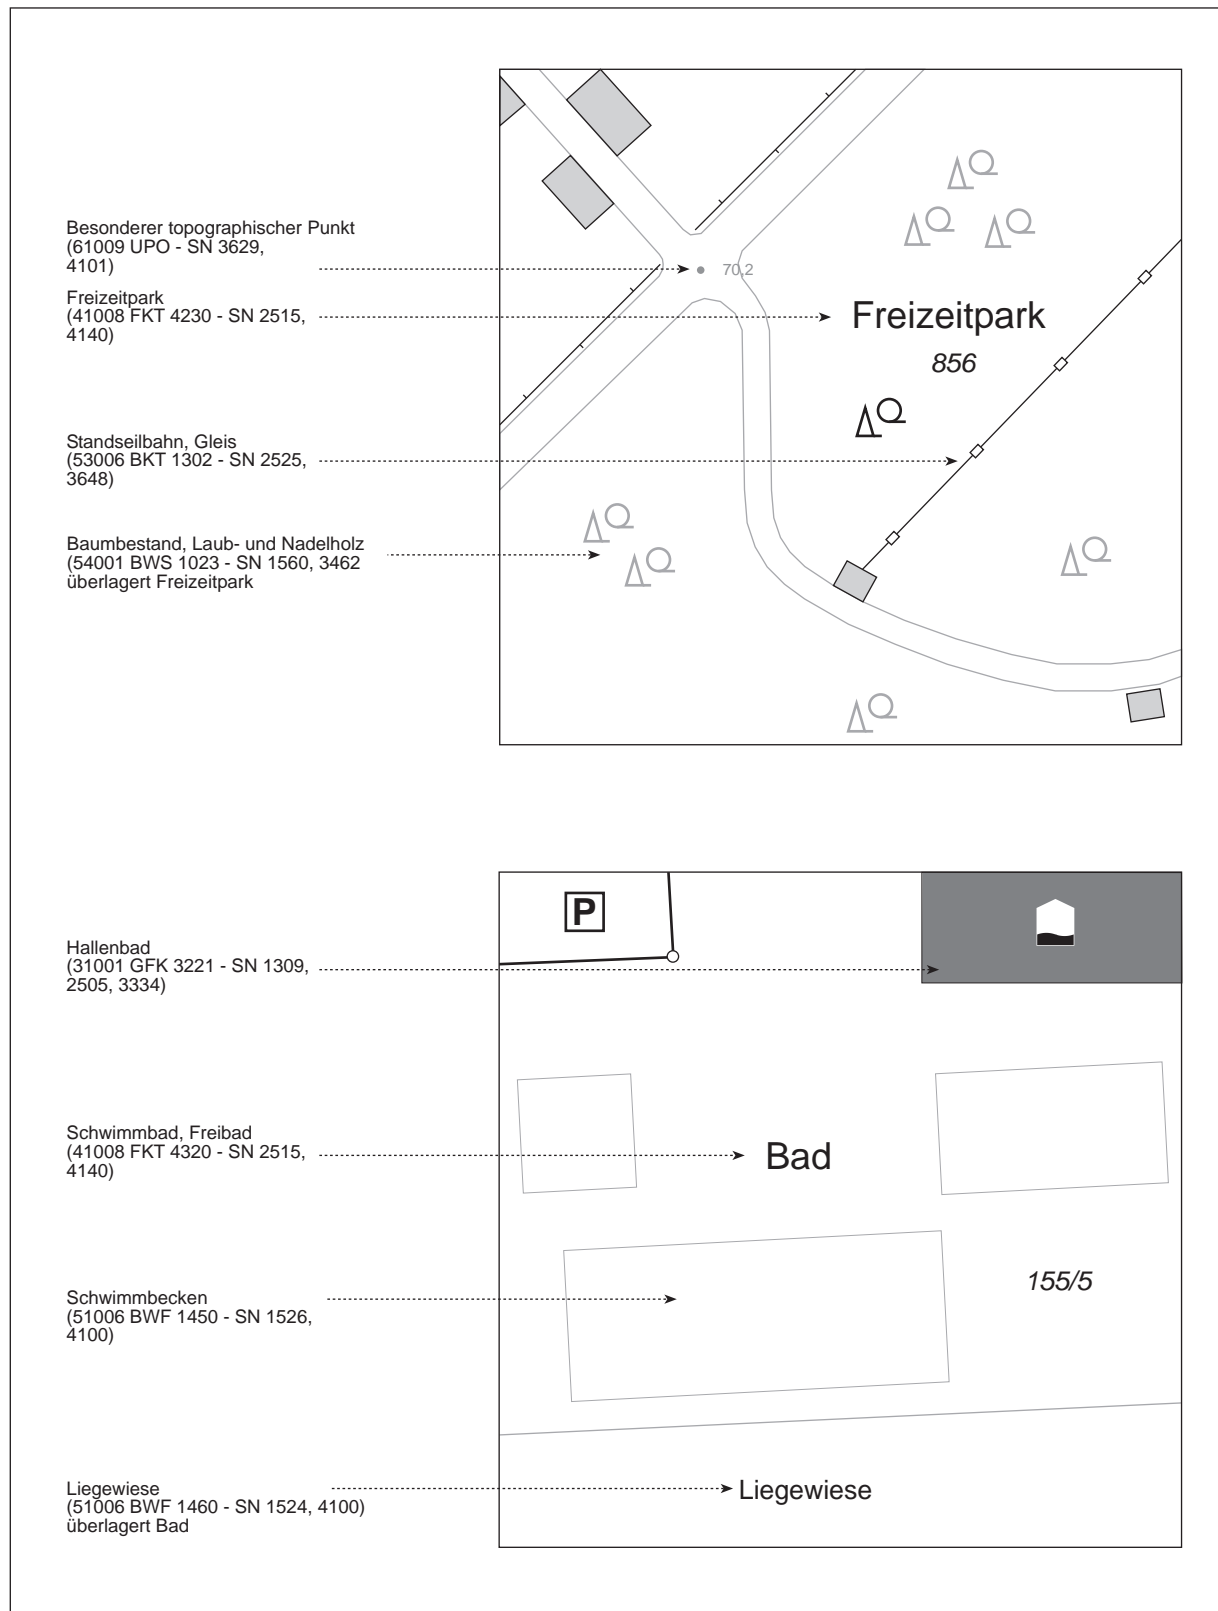 Besonderer topographischer Punkt
(61009 UPO - SN 3629,
4101)
70,2
Freizeitpark
(41008 FKT 4230 - SN 2515,
4140)
Freizeitpark
856
Standseilbahn, Gleis
(53006 BKT 1302 - SN 2525,
3648)
Baumbestand, Laub- und Nadelholz
(54001 BWS 1023 - SN 1560, 3462
überlagert Freizeitpark
P
Hallenbad
(31001 GFK 3221 - SN 1309,
2505, 3334)
Schwimmbad, Freibad
(41008 FKT 4320 - SN 2515,
4140)
Bad
155/5
Schwimmbecken
(51006 BWF 1450 - SN 1526,
4100)
Liegewiese
(51006 BWF 1460 - SN 1524, 4100)
überlagert Bad
Liegewiese